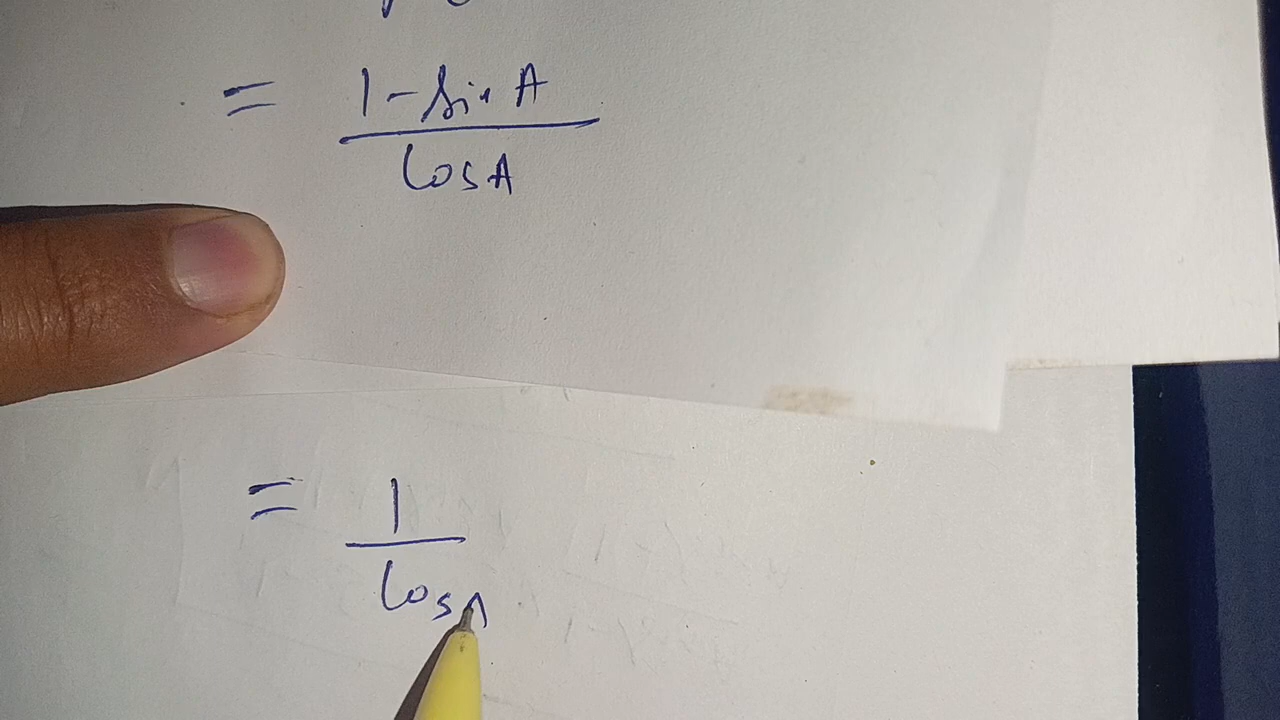 = 1 - sin A
cos A
= 1
cos A